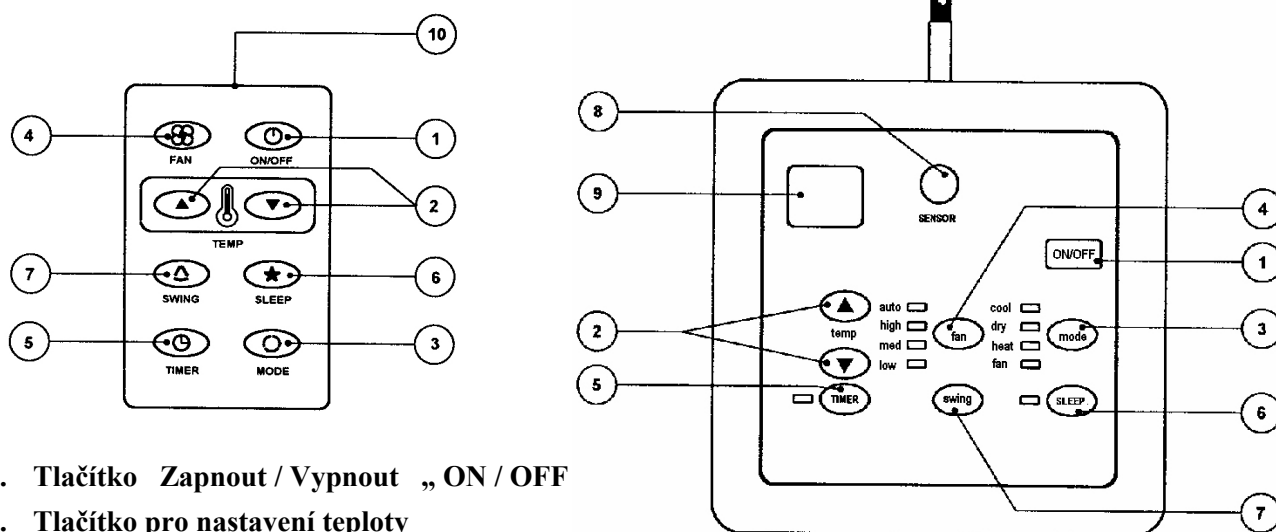 10
4
FAN
ON/OFF
1
2
TEMP
7
SWING
SLEEP
6
5
TIMER
MODE
3
8
9
SENSOR
4
ON/OFF
1
2
temp
auto
high
med
low
fan
cool
dry
heat
fan
mode
3
5
TIMER
swing
SLEEP
6
7
. Tlačítko Zapnout / Vypnout „ ON / OFF
. Tlačítko pro nastavení teploty